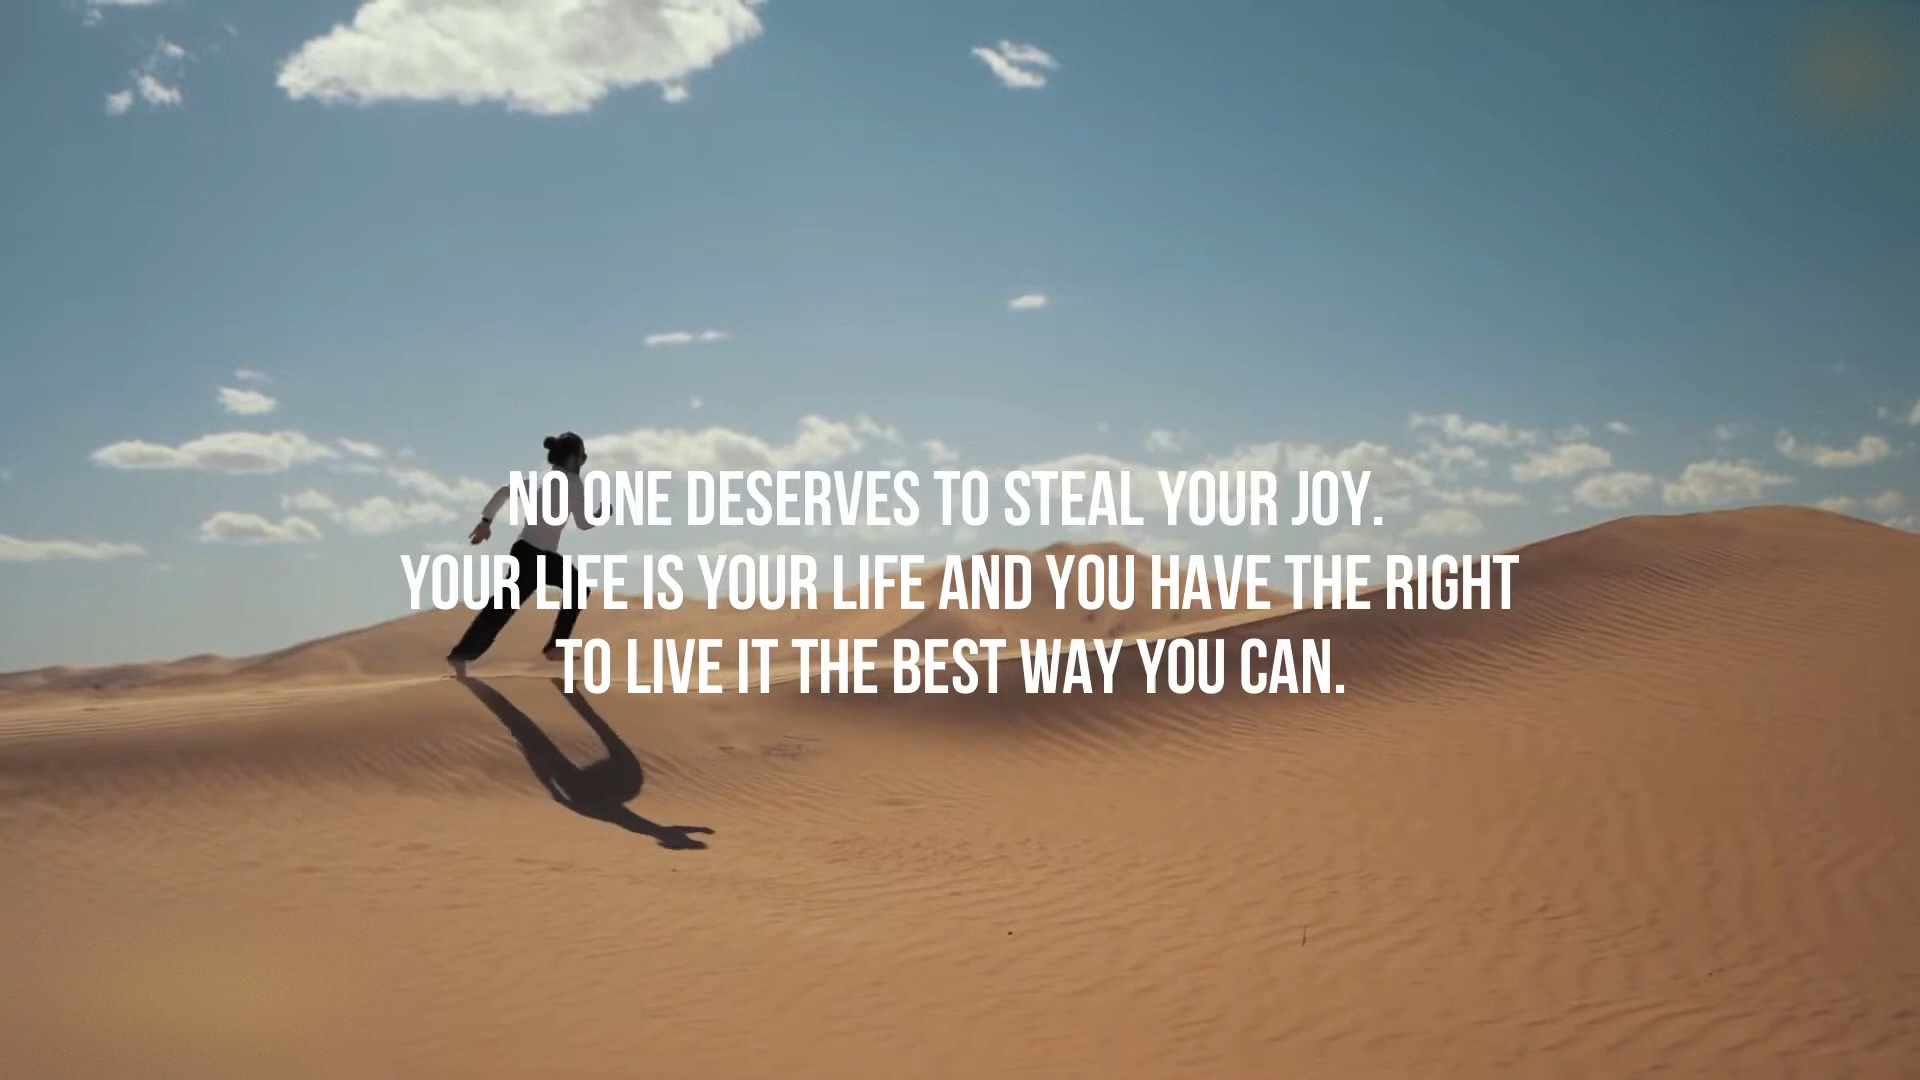 NO ONE DESERVES TO STEAL YOUR JOY.
YOUR LIFE IS YOUR LIFE AND YOU HAVE THE RIGHT
TO LIVE IT THE BEST WAY YOU CAN.